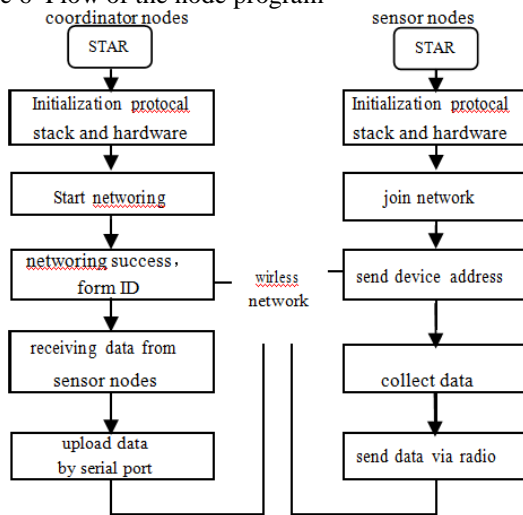 e 8 Flow of the node program
coordinator nodes
STAR
Initialization protocal
stack and hardware
Start networing
networing success，
form ID
receiving data from
sensor nodes
upload data
by serial port
wirless
network
sensor nodes
STAR
Initialization protocal
stack and hardware
join network
send device address
collect data
send data via radio